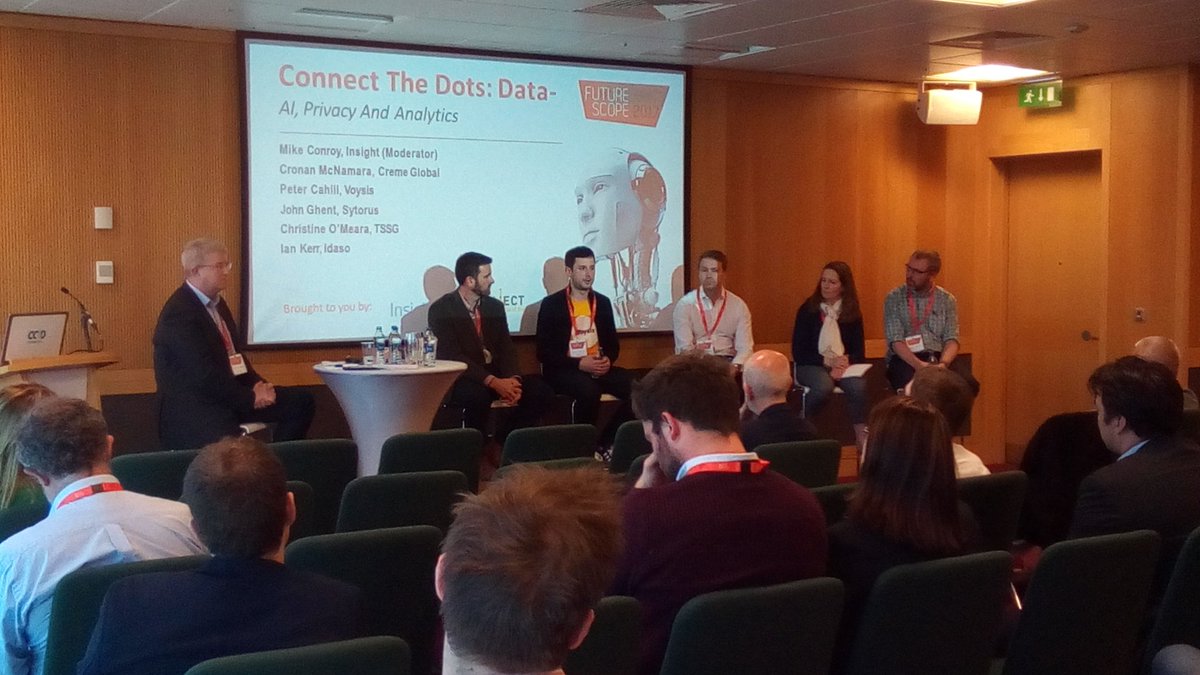 Connect The Dots: Data-
AI, Privacy And Analytics
FUTURE
SCOPE 2017
Mike Conroy, Insight (Moderator)
Cronan McNamara, Creme Global
Peter Cahill, Voysis
John Ghent, Sytorus
Christine O'Meara, TSSG
Ian Kerr, Idaso
Brought to you by: